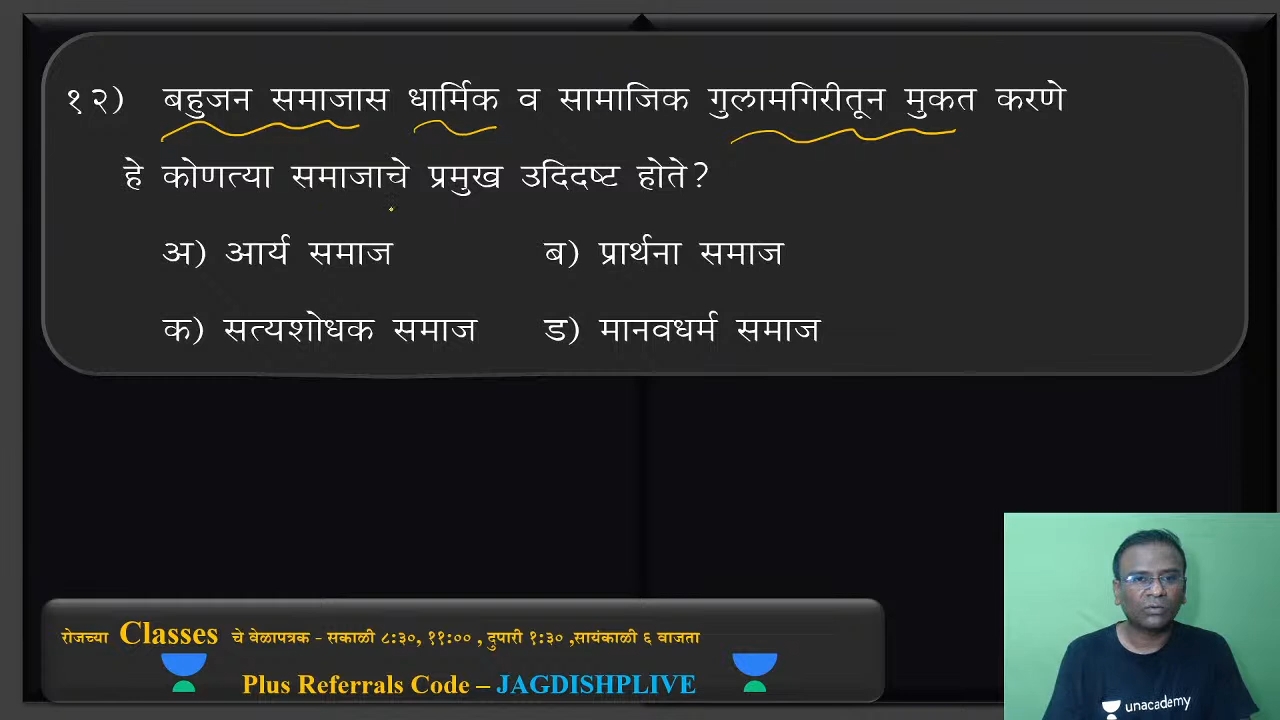 १२) बहुजन समाजास धार्मिक व सामाजिक गुलामगिरीतून मुकत करणे
हे कोणत्या समाजाचे प्रमुख उदिदष्ट होते?
अ) आर्य समाज ब) प्रार्थना समाज
क) सत्यशोधक समाज ड) मानवधर्म समाज
रोजच्या Classes चे वेळापत्रक - सकाळी ८:३०, ११:०० , दुपारी १:३० ,सायंकाळी ६ वाजता
Plus Referrals Code – JAGDISHPLIVE
unacademy